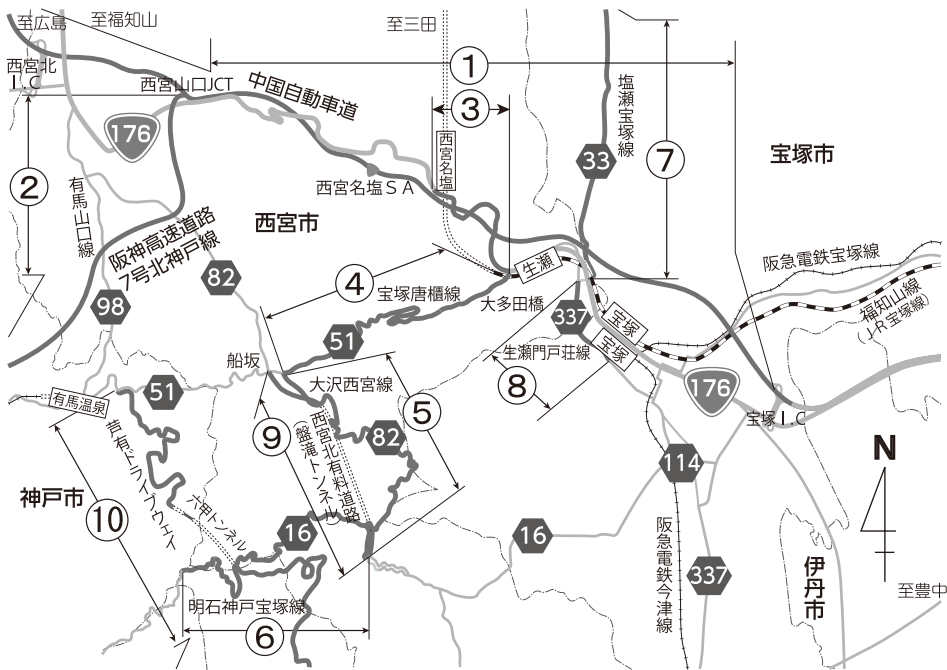 至広島
至福知山
至三田
西宮北
I.C
西宮山口JCT
中国自動車道
①
③
塩瀬宝塚線
⑦
33
宝塚市
176
西宮名塩
②
有馬山口線
西宮名塩SA
西宮市
阪神高速道路
7号北神戸線
82
98
④
宝塚唐櫃線
生瀬
大多田橋
阪急電鉄宝塚線
福知山線
(J-R宝塚線)
337
宝塚
宝塚
51
生瀬門戸荘線
⑧
船坂
大沢西宮線
176
宝塚I.C
51
有馬温泉
⑤
⑨
82
西宮北有料道路
(盤滝トンネル)
114
N
芦有ドライブウェイ
六甲トンネル
神戸市
⑩
16
16
阪急電鉄今津線
337
伊丹市
至豊中
明石神戸宝塚線
⑥